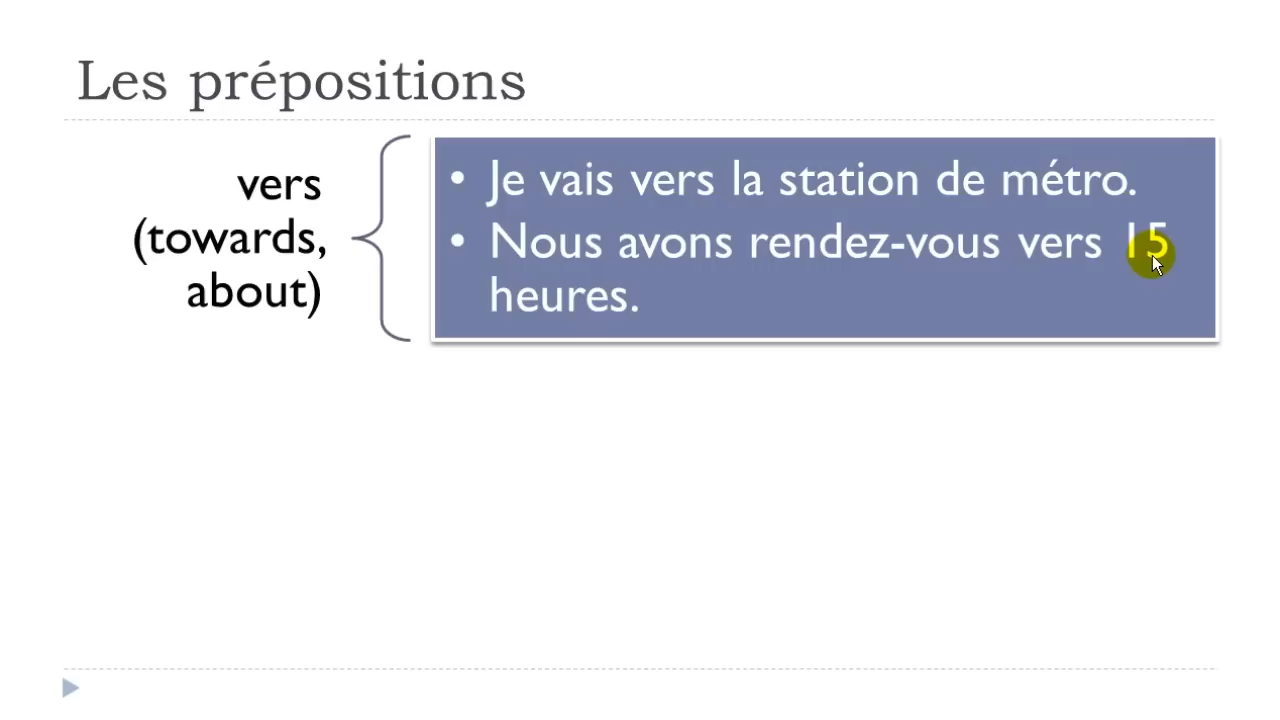 Les prépositions
vers
(towards,
about)
• Je vais vers la station de métro.
• Nous avons rendez-vous vers 15
heures.